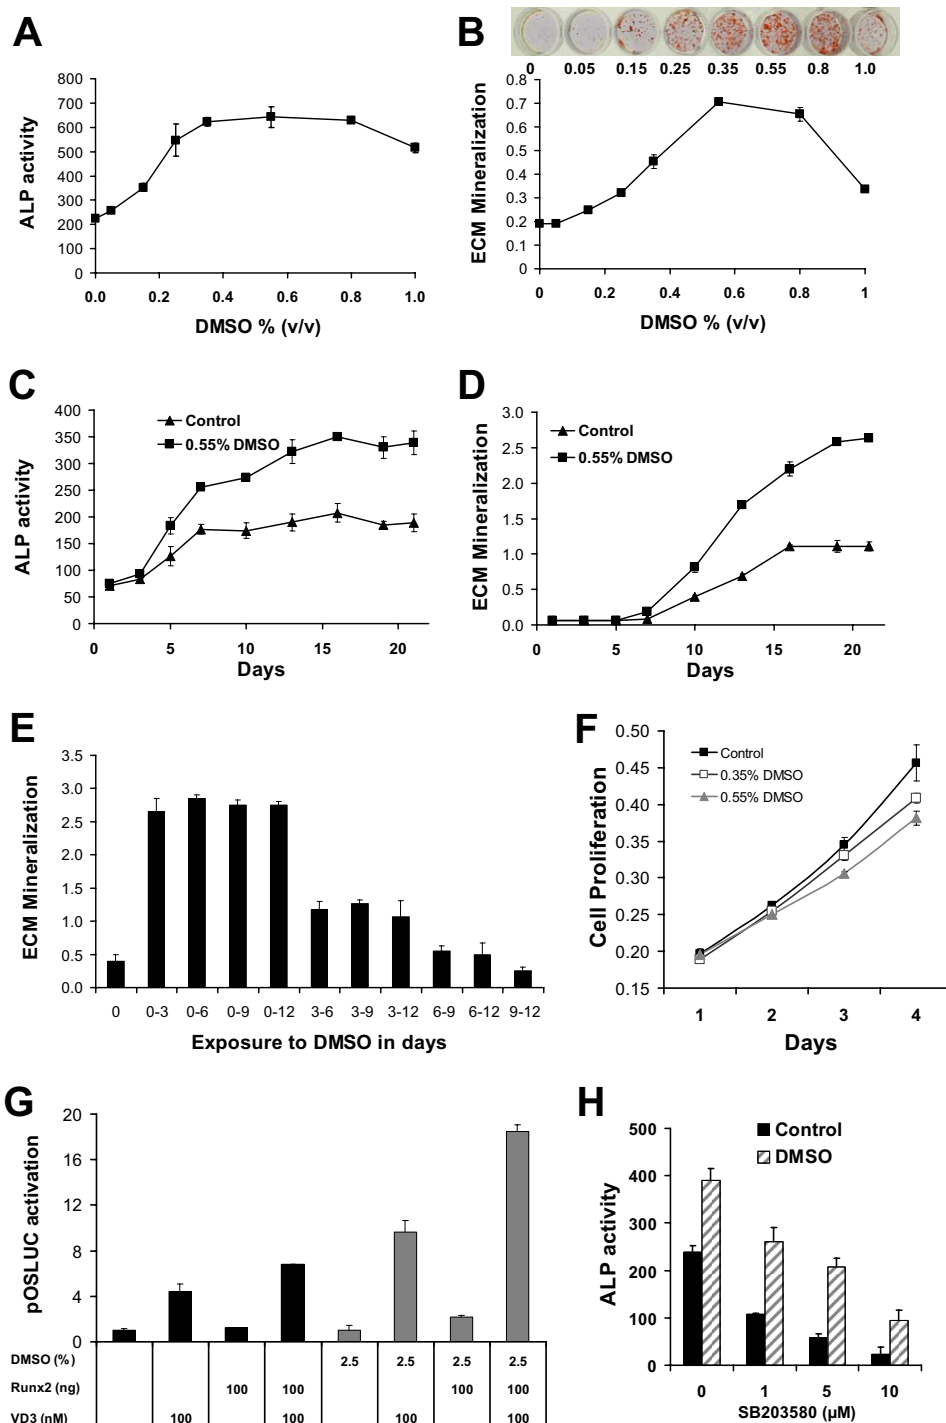 A
800
700
600
500
400
300
200
100
0
ALP activity
0.0 0.2 0.4 0.6 0.8 1.0
DMSO % (v/v)
B
0 0.05 0.15 0.25 0.35 0.55 0.8 1.0
0.8
0.7
0.6
0.5
0.4
0.3
0.2
0.1
0
ECM Mineralization
0 0.2 0.4 0.6 0.8 1
DMSO % (v/v)
C
400
350
300
250
200
150
100
50
0
ALP activity
Control
0.55% DMSO
0 5 10 15 20
Days
D
3.0
2.5
2.0
1.5
1.0
0.5
0.0
ECM Mineralization
Control
0.55% DMSO
0 5 10 15 20
Days
E
3.5
3.0
2.5
2.0
1.5
1.0
0.5
0.0
ECM Mineralization
0 0-3 0-6 0-9 0-12 3-6 3-9 3-12 6-9 6-12 9-12
Exposure to DMSO in days
F
0.50
0.45
0.40
0.35
0.30
0.25
0.20
0.15
Cell Proliferation
Control
0.35% DMSO
0.55% DMSO
1 2 3 4
Days
G
20
16
12
8
4
0
pOSLUC activation
DMSO (%) 2.5 2.5 2.5 2.5
Runx2 (ng) 100 100 100 100
VD3 (nM) 100 100 100 100
H
500
400
300
200
100
0
ALP activity
Control
DMSO
0 1 5 10
SB203580 (µM)